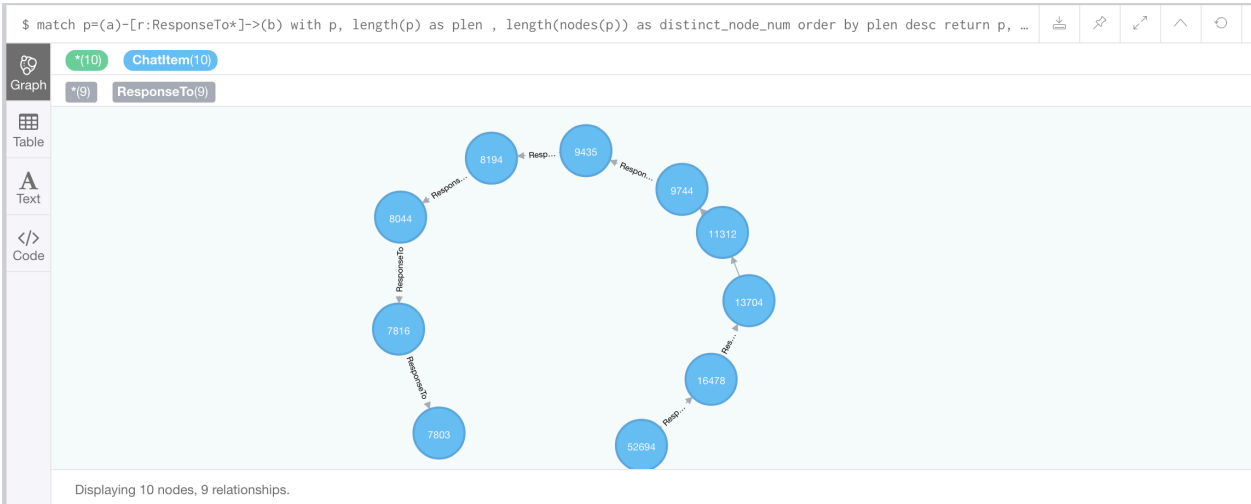 $ match p=(a)-[r:ResponseTo*]->(b) with p, length(p) as plen , length(nodes(p)) as distinct_node_num order by plen desc return p, …
*(10) ChatItem(10)
Graph
*(9) ResponseTo(9)
Table
A
Text
</>
Code
9435
8194
Resp…
Respon…
9744
Respons…
8044
11312
ResponseTo
13704
7816
Res…
ResponseTo
16478
Resp…
7803
52694
Displaying 10 nodes, 9 relationships.